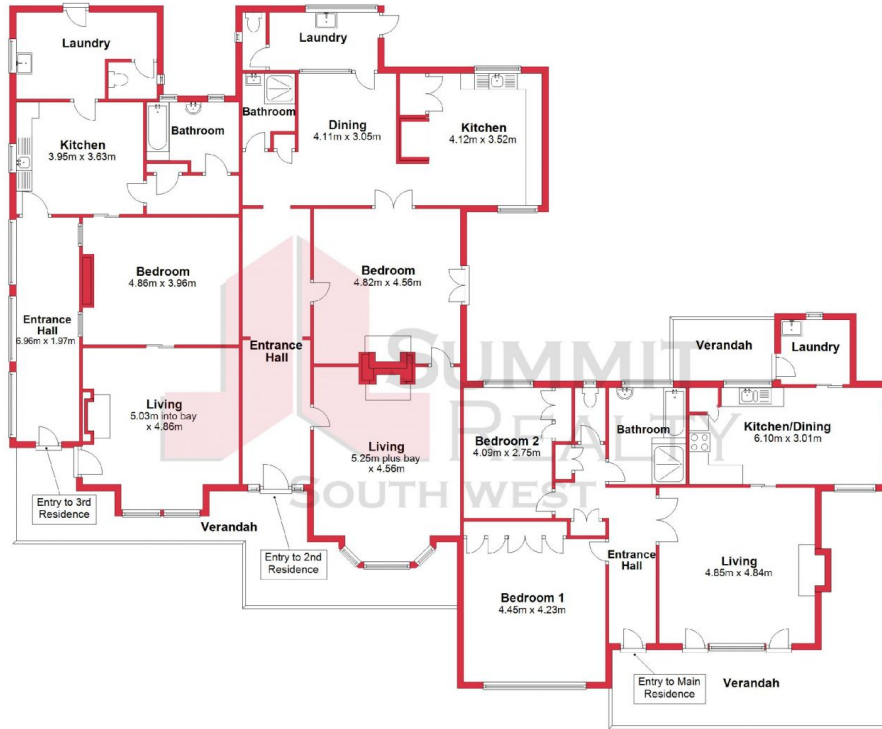 Laundry
Laundry
Kitchen
3.95m x 3.63m
Bathroom
Bathroom
Dining
4.11m x 3.05m
Kitchen
4.12m x 3.52m
Bedroom
4.86m x 3.96m
Bedroom
4.82m x 4.56m
Entrance
Hall
6.96m x 1.97m
Entrance
Hall
Living
5.03m into bay
x 4.86m
Living
5.25m plus bay
x 4.56m
Verandah
Laundry
Bedroom 2
4.09m x 2.75m
Bathroom
Kitchen/Dining
6.10m x 3.01m
SUMMIT
REALTY
SOUTH WEST
Entry to 3rd
Residence
Verandah
Entry to 2nd
Residence
Bedroom 1
4.45m x 4.23m
Entrance
Hall
Living
4.85m x 4.84m
Entry to Main
Residence
Verandah